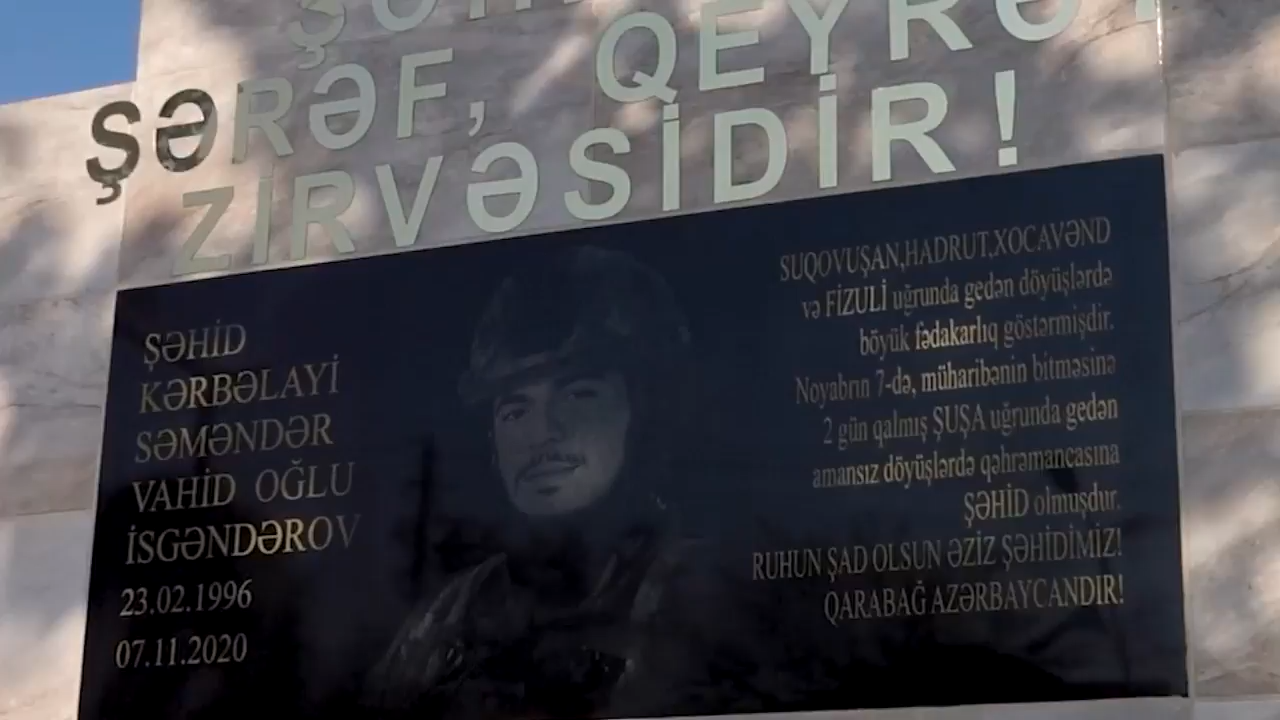 ŞƏRƏF, QEYRƏT
ZİRVƏSİDİR!
ŞƏHİD
KƏRBƏLAYİ
SƏMƏNDƏR
VAHİD OĞLU
İSGƏNDƏROV
23.02.1996
07.11.2020
SUQOVUŞAN,HADRUT,XOCAVƏND
və FİZULİ uğrunda gedən döyüşlərdə
böyük fədakarlıq göstərmişdir.
Noyabrın 7-də, müharibənin bitməsinə
2 gün qalmış ŞUŞA uğrunda gedən
amansız döyüşlərdə qəhrəmancasına
ŞƏHİD olmuşdur.
RUHUN ŞAD OLSUN ƏZİZ ŞƏHİDİMİZ!
QARABAĞ AZƏRBAYCANDIR!